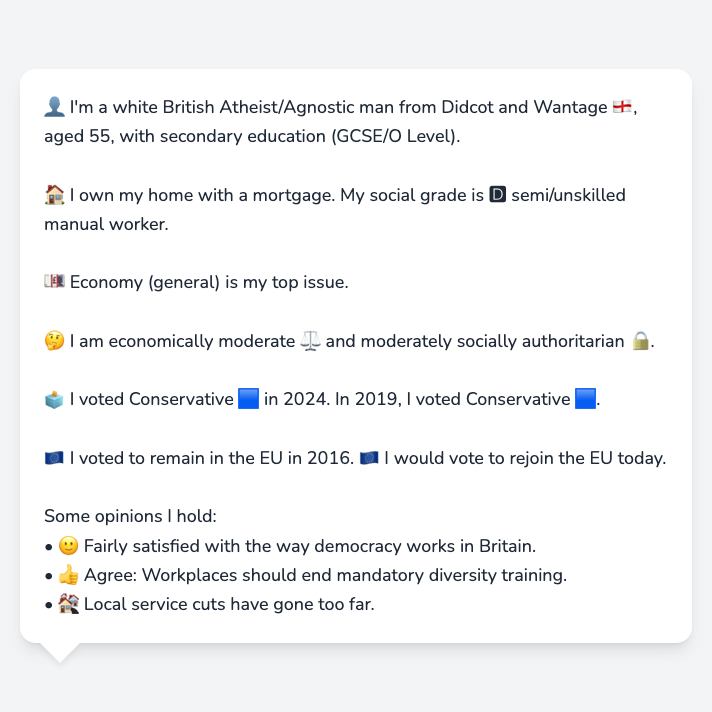 👤 I'm a white British Atheist/Agnostic man from Didcot and Wantage 🏴󠁧󠁢󠁥󠁮󠁧󠁿,
aged 55, with secondary education (GCSE/O Level).
🏠 I own my home with a mortgage. My social grade is 🅳 semi/unskilled
manual worker.
💷 Economy (general) is my top issue.
🤔 I am economically moderate ⚖️ and moderately socially authoritarian 🔒.
🗳️ I voted Conservative 🟦 in 2024. In 2019, I voted Conservative 🟦.
🇪🇺 I voted to remain in the EU in 2016. 🇪🇺 I would vote to rejoin the EU today.
Some opinions I hold:
• 🙂 Fairly satisfied with the way democracy works in Britain.
• 👍 Agree: Workplaces should end mandatory diversity training.
• 🏘️ Local service cuts have gone too far.